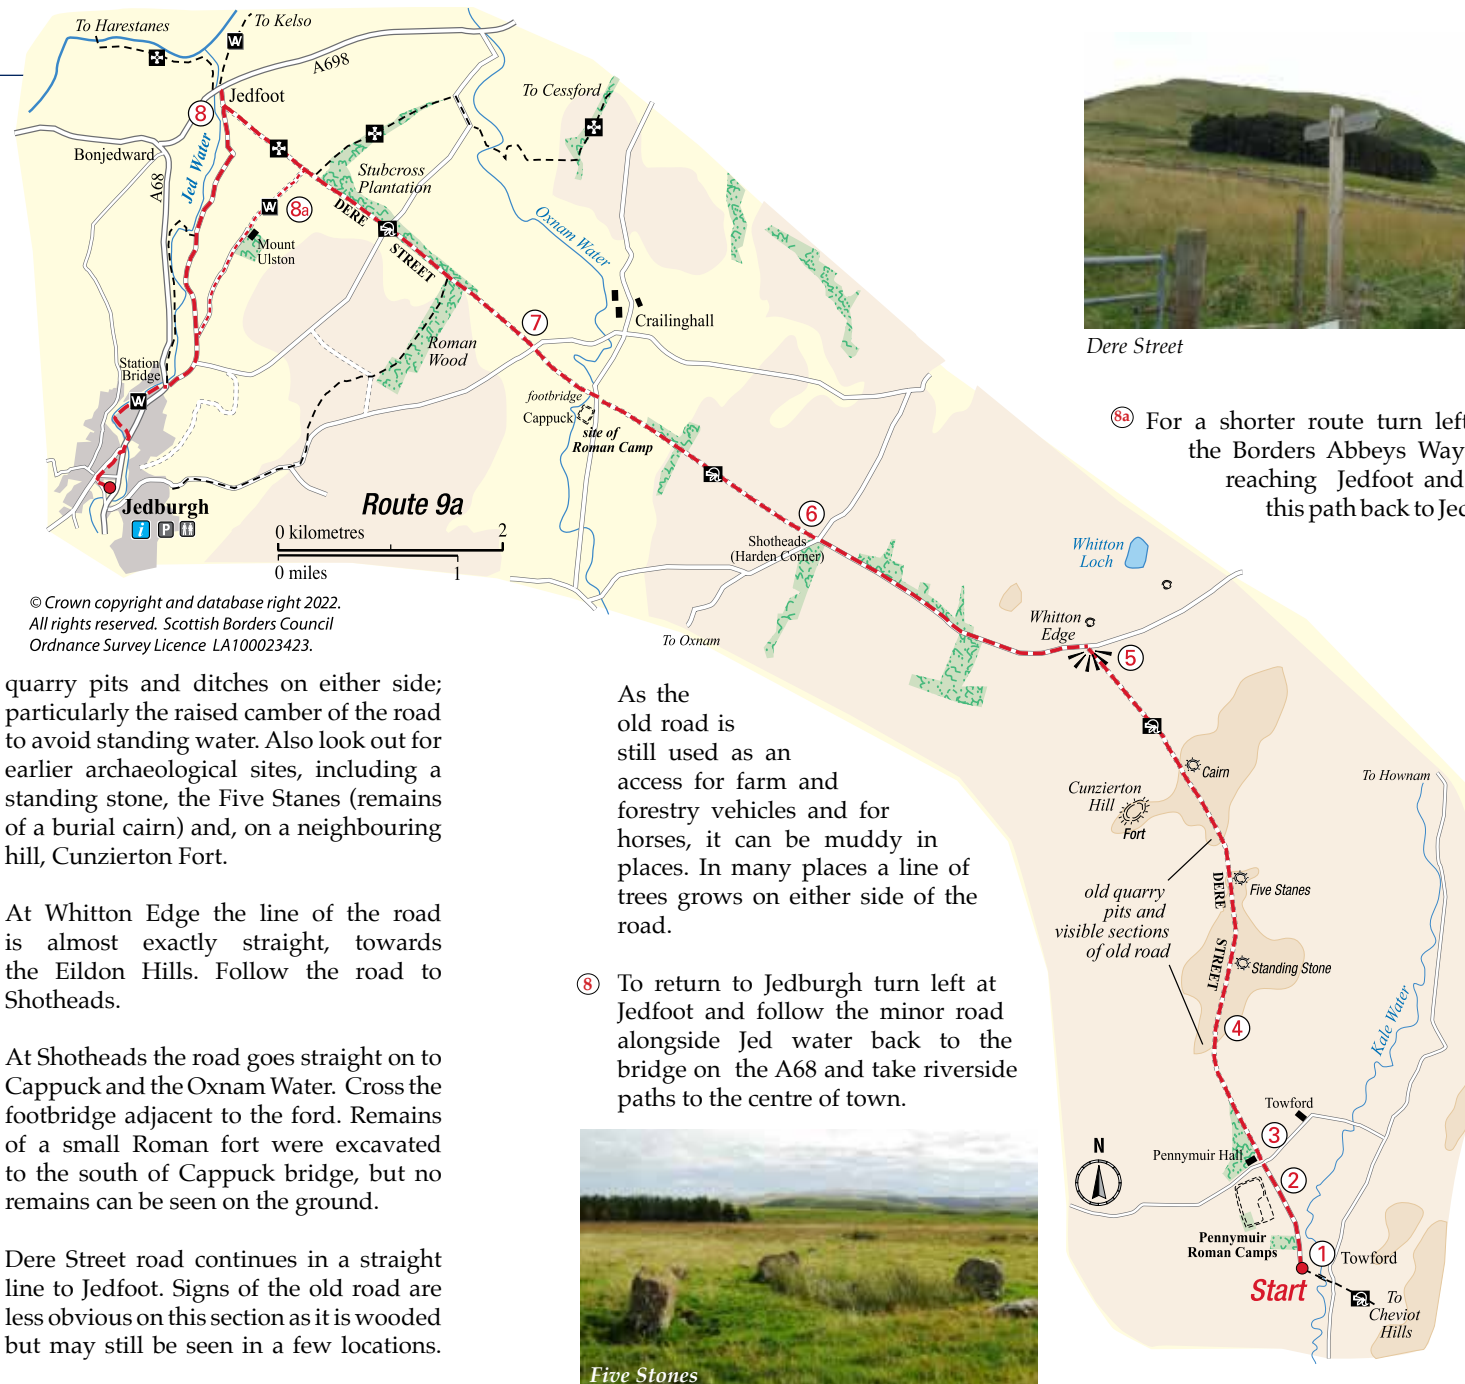 To Harestanes
To Kelso
W
A698
To Cessford
8
Jedfoot
Bonjedward
A68
Jed Water
Stubcross
Plantation
W
8a
DERE
STREET
Mount
Ulston
Oxnam Water
7
Crailinghall
Roman
Wood
Station
Bridge
W
footbridge
Cappuck
site of
Roman Camp
Jedburgh
i P
Route 9a
0 kilometres 2
0 miles 1
6
Shotheads
(Harden Corner)
To Oxnam
Whitton
Loch
Whitton
Edge
5
Cairn
Cunzierton
Hill
Fort
To Hownam
DERE
STREET
Five Stanes
old quarry
pits and
visible sections
of old road
Standing Stone
4
Kale Water
Towford
3
Pennymuir Hall
N
2
Pennymuir
Roman Camps
1
Towford
Start
To
Cheviot
Hills
Dere Street
8a For a shorter route turn left
the Borders Abbeys Way
reaching Jedfoot and
this path back to Jed
© Crown copyright and database right 2022.
All rights reserved. Scottish Borders Council
Ordnance Survey Licence LA100023423.
quarry pits and ditches on either side;
particularly the raised camber of the road
to avoid standing water. Also look out for
earlier archaeological sites, including a
standing stone, the Five Stanes (remains
of a burial cairn) and, on a neighbouring
hill, Cunzierton Fort.
At Whitton Edge the line of the road
is almost exactly straight, towards
the Eildon Hills. Follow the road to
Shotheads.
At Shotheads the road goes straight on to
Cappuck and the Oxnam Water. Cross the
footbridge adjacent to the ford. Remains
of a small Roman fort were excavated
to the south of Cappuck bridge, but no
remains can be seen on the ground.
Dere Street road continues in a straight
line to Jedfoot. Signs of the old road are
less obvious on this section as it is wooded
but may still be seen in a few locations.
As the
old road is
still used as an
access for farm and
forestry vehicles and for
horses, it can be muddy in
places. In many places a line of
trees grows on either side of the
road.
8 To return to Jedburgh turn left at
Jedfoot and follow the minor road
alongside Jed water back to the
bridge on the A68 and take riverside
paths to the centre of town.
Five Stones